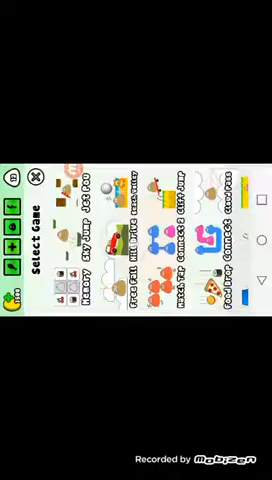 Select Game
Memory
Sky Jump
Jet Pou
Free Fall
Hill Drive
Beach Volley
Match Tap
Connect 2
Cliff Jump
Food Drop
Connect
Cloud Pass
Recorded by mobizen